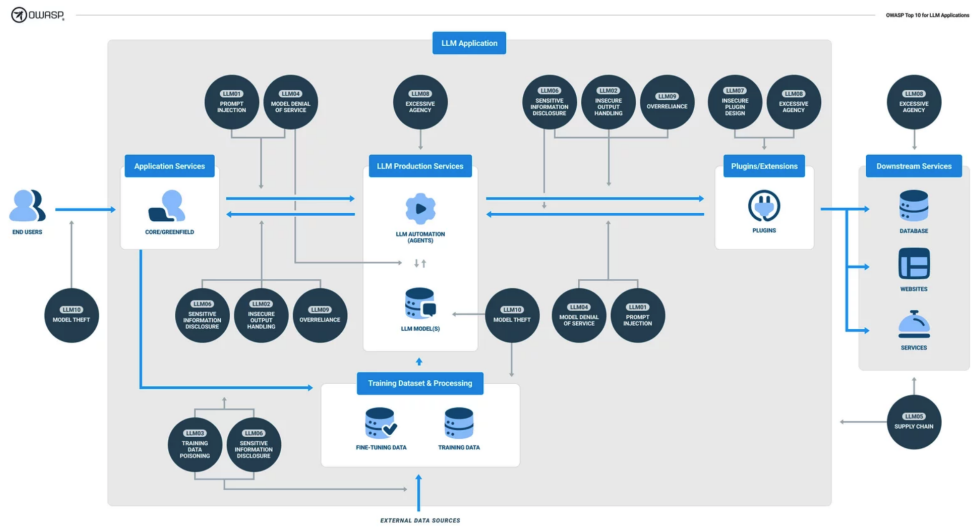 OWASP
OWASP Top 10 for LLM Applications
LLM Application
LLM01
PROMPT
INJECTION
LLM04
MODEL DENIAL
OF SERVICE
LLM08
EXCESSIVE
AGENCY
LLM06
SENSITIVE
INFORMATION
DISCLOSURE
LLM02
INSECURE
OUTPUT
HANDLING
LLM09
OVERRELIANCE
LLM07
INSECURE
PLUGIN
DESIGN
LLM08
EXCESSIVE
AGENCY
LLM08
EXCESSIVE
AGENCY
Application Services
LLM Production Services
Plugins/Extensions
Downstream Services
END USERS
CORE/GREENFIELD
LLM AUTOMATION
(AGENTS)
PLUGINS
DATABASE
WEBSITES
LLM10
MODEL THEFT
LLM06
SENSITIVE
INFORMATION
DISCLOSURE
LLM02
INSECURE
OUTPUT
HANDLING
LLM09
OVERRELIANCE
LLM MODEL(S)
LLM10
MODEL THEFT
LLM04
MODEL DENIAL
OF SERVICE
LLM01
PROMPT
INJECTION
SERVICES
Training Dataset & Processing
FINE-TUNING DATA
TRAINING DATA
LLM03
TRAINING
DATA
POISONING
LLM06
SENSITIVE
INFORMATION
DISCLOSURE
LLM05
SUPPLY CHAIN
EXTERNAL DATA SOURCES